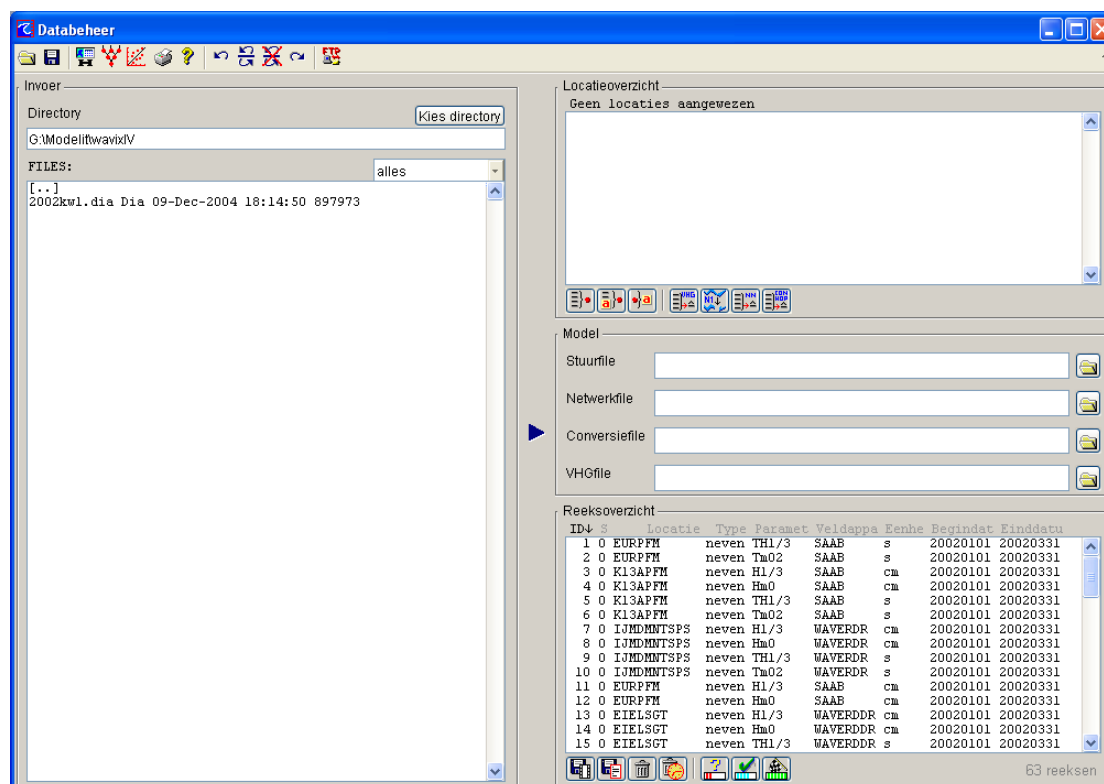 Databeheer
Invoer
Directory
Kies directory
G:\Modelit\wavixIV
FILES:
alles
[..]
2002kwl.dia Dia 09-Dec-2004 18:14:50 897973
Locatieoverzicht
Geen locaties aangewezen
Model
Stuurfile
Netwerkfile
Conversiefile
VHGfile
Reeksoverzicht
ID↓ S Locatie Type Paramet Veldappa Eenhe Begindat Einddatu
1 0 EURPFM neven TH1/3 SAAB s 20020101 20020331
2 0 EURPFM neven Tm02 SAAB s 20020101 20020331
3 0 K13APFM neven H1/3 SAAB cm 20020101 20020331
4 0 K13APFM neven Hm0 SAAB cm 20020101 20020331
5 0 K13APFM neven TH1/3 SAAB s 20020101 20020331
6 0 K13APFM neven Tm02 SAAB s 20020101 20020331
7 0 IJMDMNTSPS neven H1/3 WAVERDR cm 20020101 20020331
8 0 IJMDMNTSPS neven Hm0 WAVERDR cm 20020101 20020331
9 0 IJMDMNTSPS neven TH1/3 WAVERDR s 20020101 20020331
10 0 IJMDMNTSPS neven Tm02 WAVERDR s 20020101 20020331
11 0 EURPFM neven H1/3 SAAB cm 20020101 20020331
12 0 EURPFM neven Hm0 SAAB cm 20020101 20020331
13 0 EIELSGT neven H1/3 WAVERDDR cm 20020101 20020331
14 0 EIELSGT neven Hm0 WAVERDDR cm 20020101 20020331
15 0 EIELSGT neven TH1/3 WAVERDDR s 20020101 20020331
63 reeksen